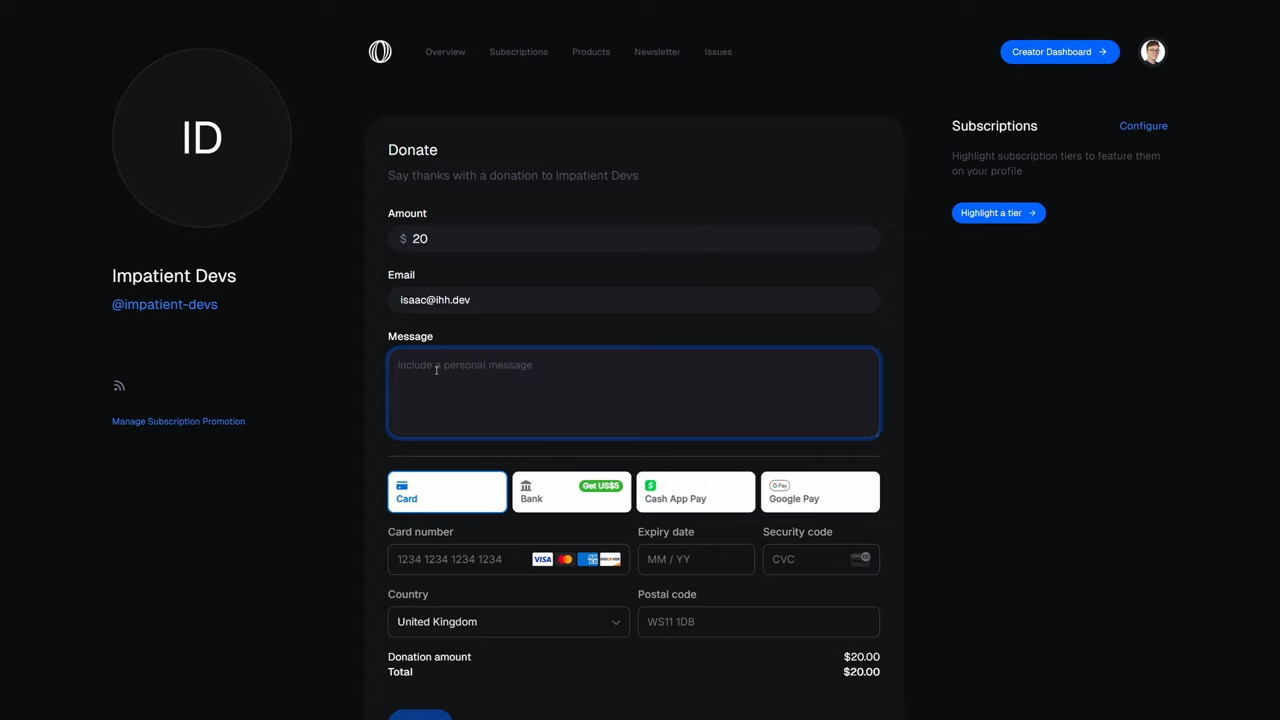 Overview Subscriptions Products Newsletter Issues
Creator Dashboard
ID
Impatient Devs
@impatient-devs
Manage Subscription Promotion
Donate
Say thanks with a donation to Impatient Devs
Amount
$ 20
Email
isaac@ihh.dev
Message
Include a personal message
Card
Bank
Get US$5
Cash App Pay
G Pay
Google Pay
Card number
1234 1234 1234 1234
VISA
DISCOVER
Expiry date
MM / YY
Security code
CVC
Country
United Kingdom
Postal code
WS11 1DB
Donation amount $20.00
Total $20.00
Subscriptions
Configure
Highlight subscription tiers to feature them
on your profile
Highlight a tier